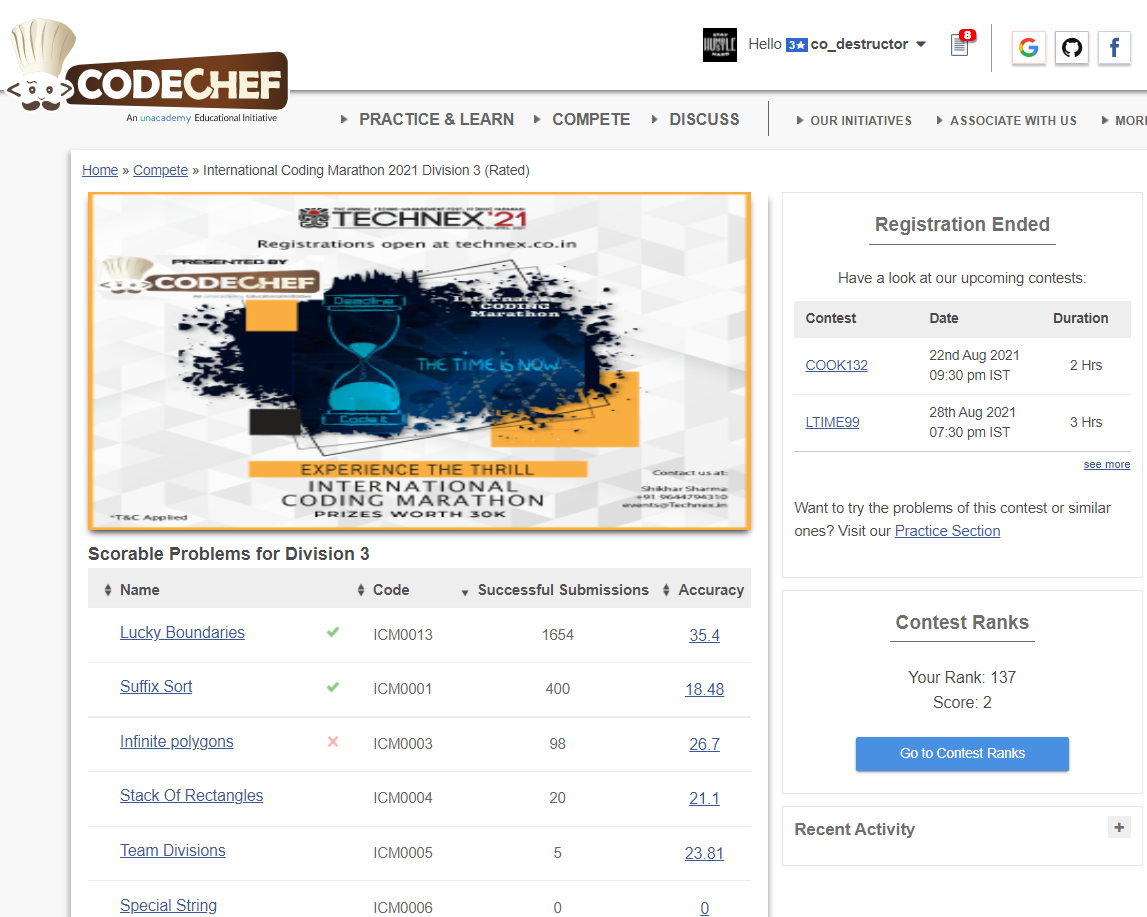 STAY
HUSTLE
HARD
Hello 3★ co_destructor
8
CODECHEF
An unacademy Educational Initiative
PRACTICE & LEARN
COMPETE
DISCUSS
OUR INITIATIVES
ASSOCIATE WITH US
MOR
Home » Compete » International Coding Marathon 2021 Division 3 (Rated)
TECHNEX'21
Registrations open at technex.co.in
PRESENTED BY
CODECHEF
An unacademy Educational Initiative
Deadline
International
CODING
Marathon
THE TIME IS NOW
Code it
EXPERIENCE THE THRILL
INTERNATIONAL
CODING MARATHON
PRIZES WORTH 30K
*T&C Applied
Contact us at:
Shikhar Sharma
+91 9644794310
events@Technex.in
Scorable Problems for Division 3
Name Code Successful Submissions Accuracy
Lucky Boundaries ICM0013 1654 35.4
Suffix Sort ICM0001 400 18.48
Infinite polygons ICM0003 98 26.7
Stack Of Rectangles ICM0004 20 21.1
Team Divisions ICM0005 5 23.81
Special String ICM0006 0 0
Registration Ended
Have a look at our upcoming contests:
Contest Date Duration
COOK132 22nd Aug 2021 2 Hrs
09:30 pm IST
LTIME99 28th Aug 2021 3 Hrs
07:30 pm IST
see more
Want to try the problems of this contest or similar
ones? Visit our Practice Section
Contest Ranks
Your Rank: 137
Score: 2
Go to Contest Ranks
Recent Activity
+